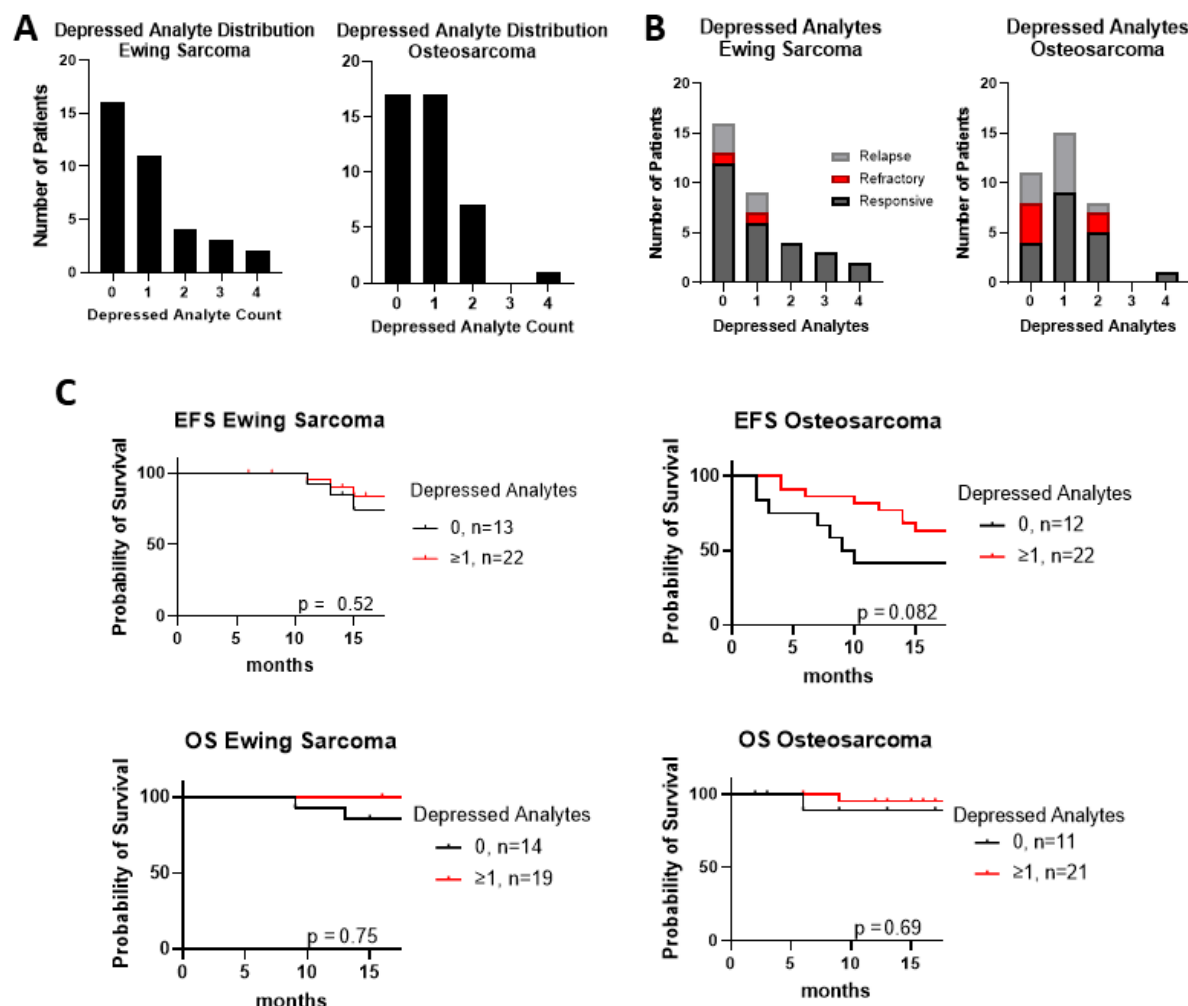 A
Depressed Analyte Distribution
Ewing Sarcoma
Number of Patients
20
15
10
5
0
0 1 2 3 4
Depressed Analyte Count
Depressed Analyte Distribution
Osteosarcoma
20
15
10
5
0
0 1 2 3 4
Depressed Analyte Count
B
Depressed Analytes
Ewing Sarcoma
Number of Patients
20
15
10
5
0
0 1 2 3 4
Depressed Analytes
Relapse
Refractory
Responsive
Depressed Analytes
Osteosarcoma
Number of Patients
20
15
10
5
0
0 1 2 3 4
Depressed Analytes
C
EFS Ewing Sarcoma
Probability of Survival
100
50
0
0 5 10 15
months
p = 0.52
Depressed Analytes
0, n=13
≥1, n=22
EFS Osteosarcoma
Probability of Survival
100
50
0
0 5 10 15
months
p = 0.082
Depressed Analytes
0, n=12
≥1, n=22
OS Ewing Sarcoma
Probability of Survival
100
50
0
0 5 10 15
months
p = 0.75
Depressed Analytes
0, n=14
≥1, n=19
OS Osteosarcoma
Probability of Survival
100
50
0
0 5 10 15
months
p = 0.69
Depressed Analytes
0, n=11
≥1, n=21